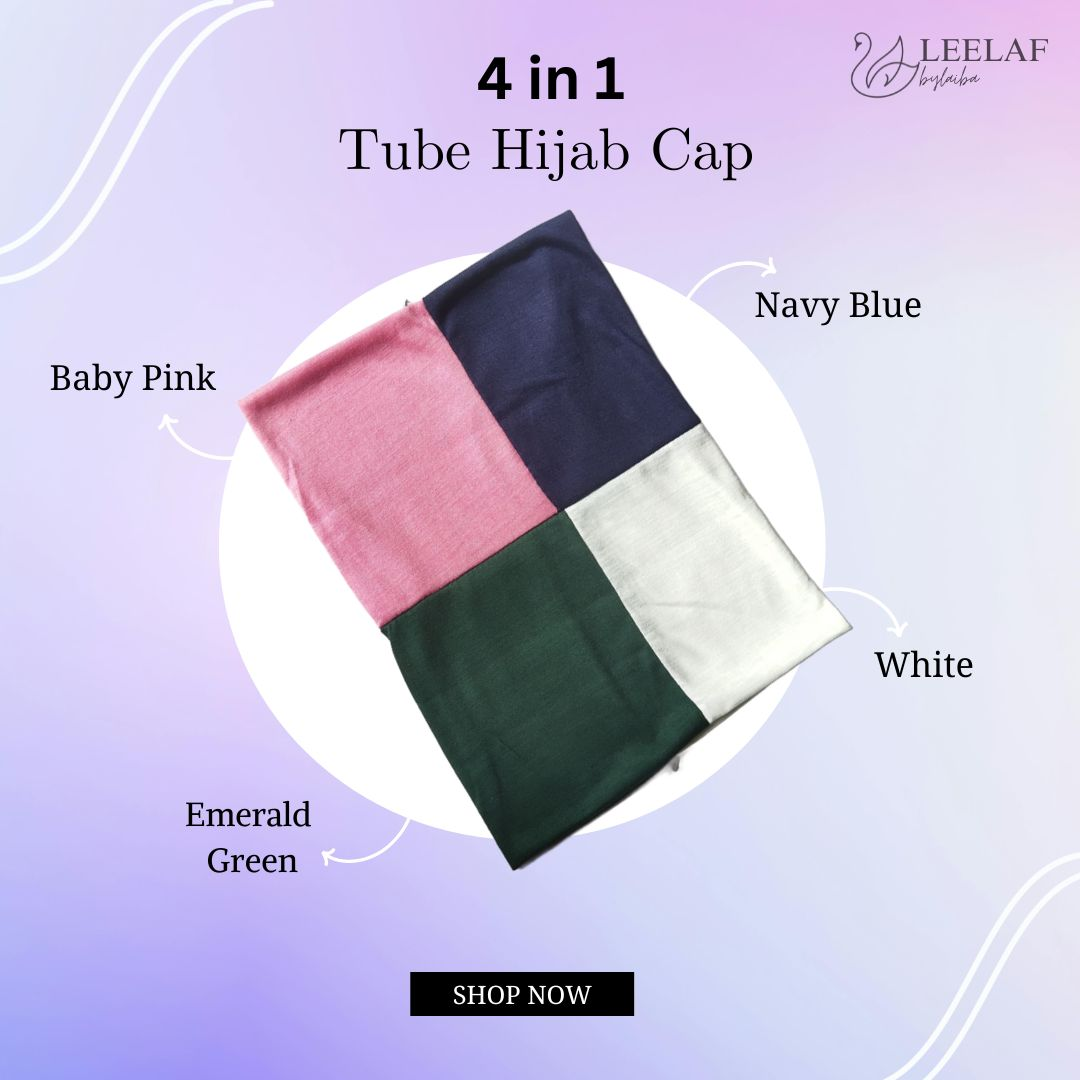 LEELAF
bylaiba
4 in 1
Tube Hijab Cap
Navy Blue
Baby Pink
White
Emerald
Green
SHOP NOW